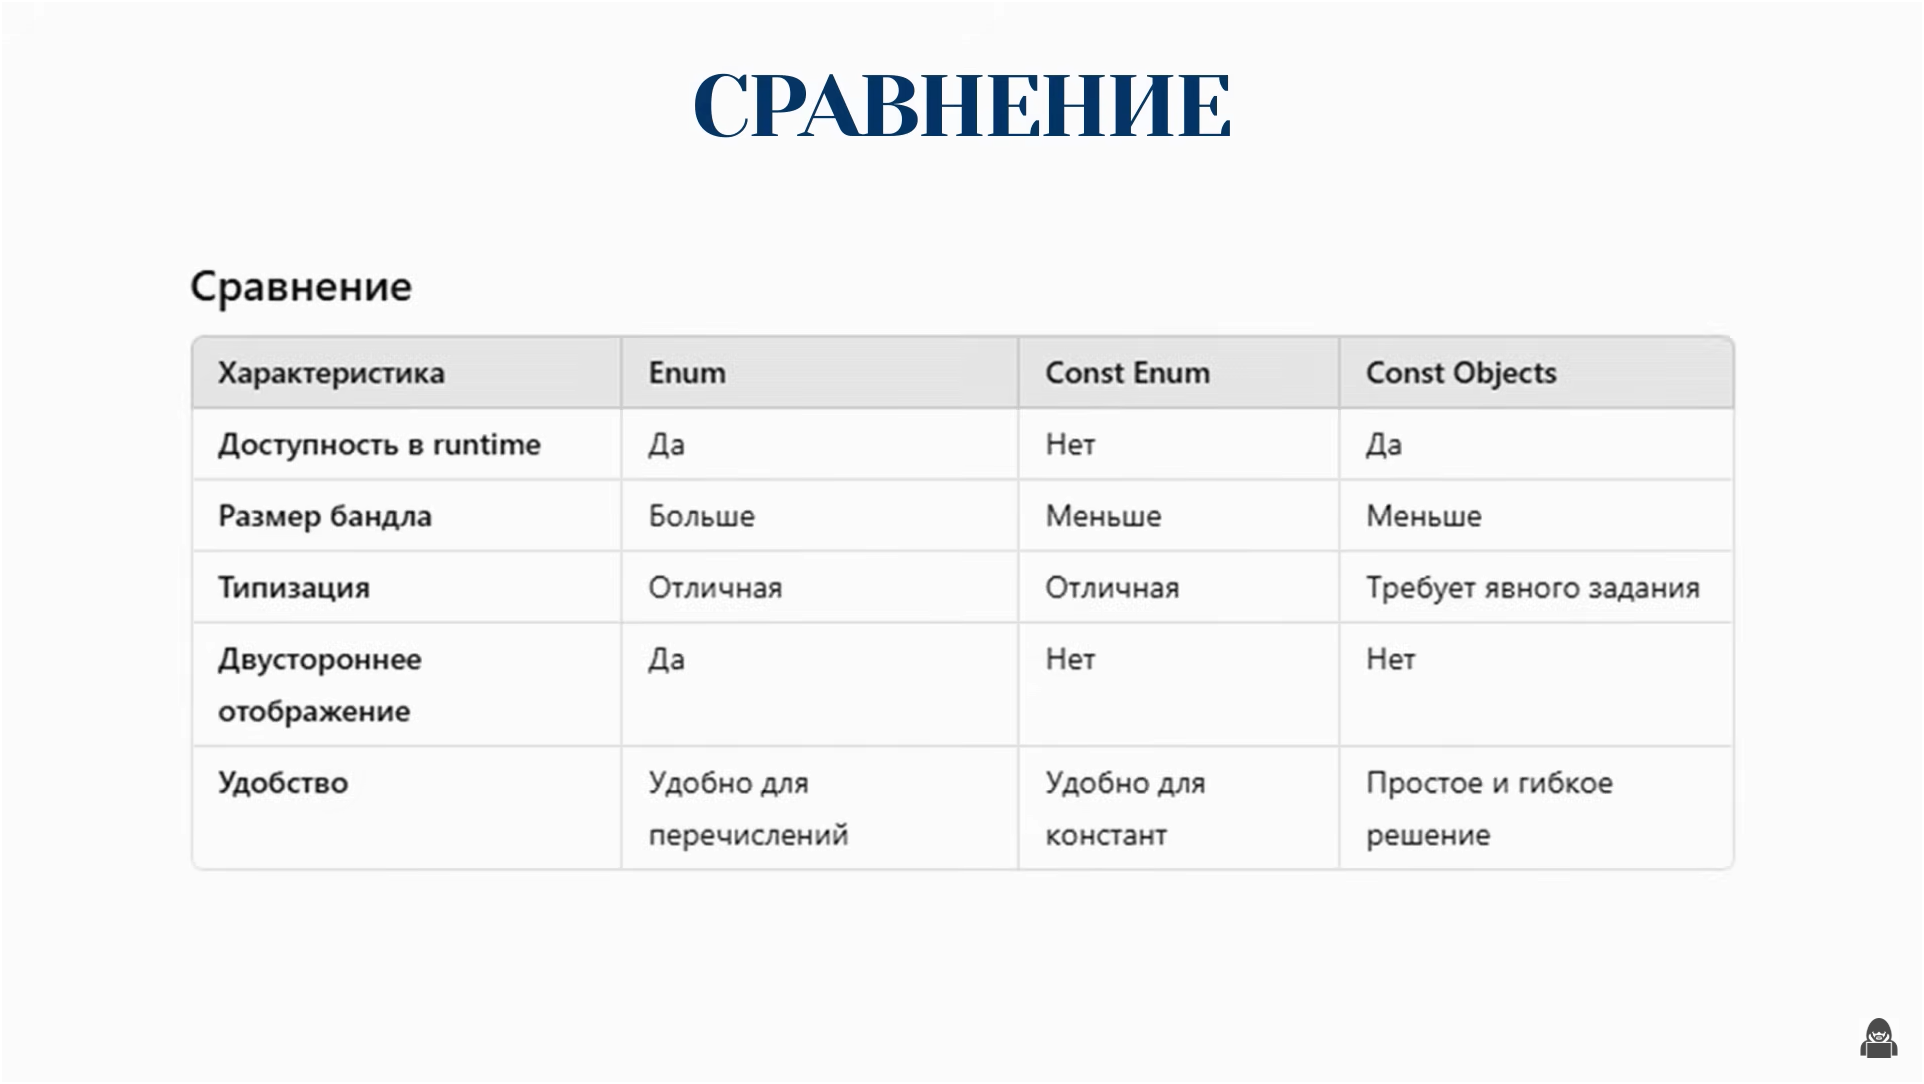 СРАВНЕНИЕ
Сравнение
Характеристика Enum Const Enum Const Objects
Доступность в runtime Да Нет Да
Размер бандла Больше Меньше Меньше
Типизация Отличная Отличная Требует явного задания
Двустороннее Да Нет Нет
отображение
Удобство Удобно для Удобно для Простое и гибкое
перечислений констант решение